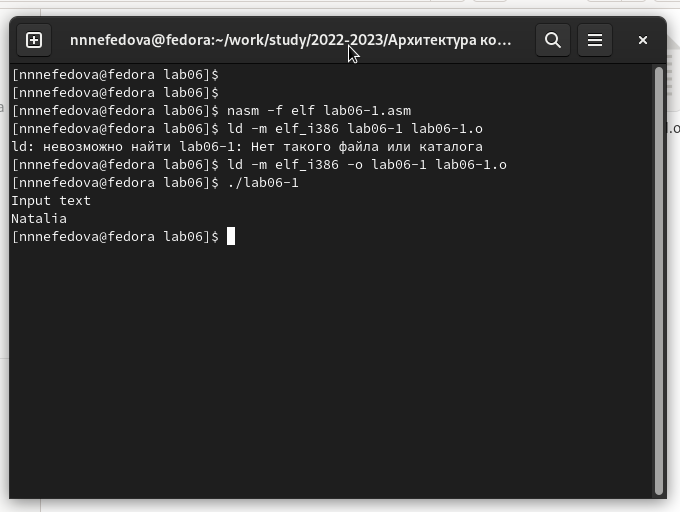 nnnefedova@fedora:~/work/study/2022-2023/Архитектура ко...
[nnnefedova@fedora lab06]$
[nnnefedova@fedora lab06]$
[nnnefedova@fedora lab06]$ nasm -f elf lab06-1.asm
[nnnefedova@fedora lab06]$ ld -m elf_i386 lab06-1 lab06-1.o
ld: невозможно найти lab06-1: Нет такого файла или каталога
[nnnefedova@fedora lab06]$ ld -m elf_i386 -o lab06-1 lab06-1.o
[nnnefedova@fedora lab06]$ ./lab06-1
Input text
Natalia
[nnnefedova@fedora lab06]$